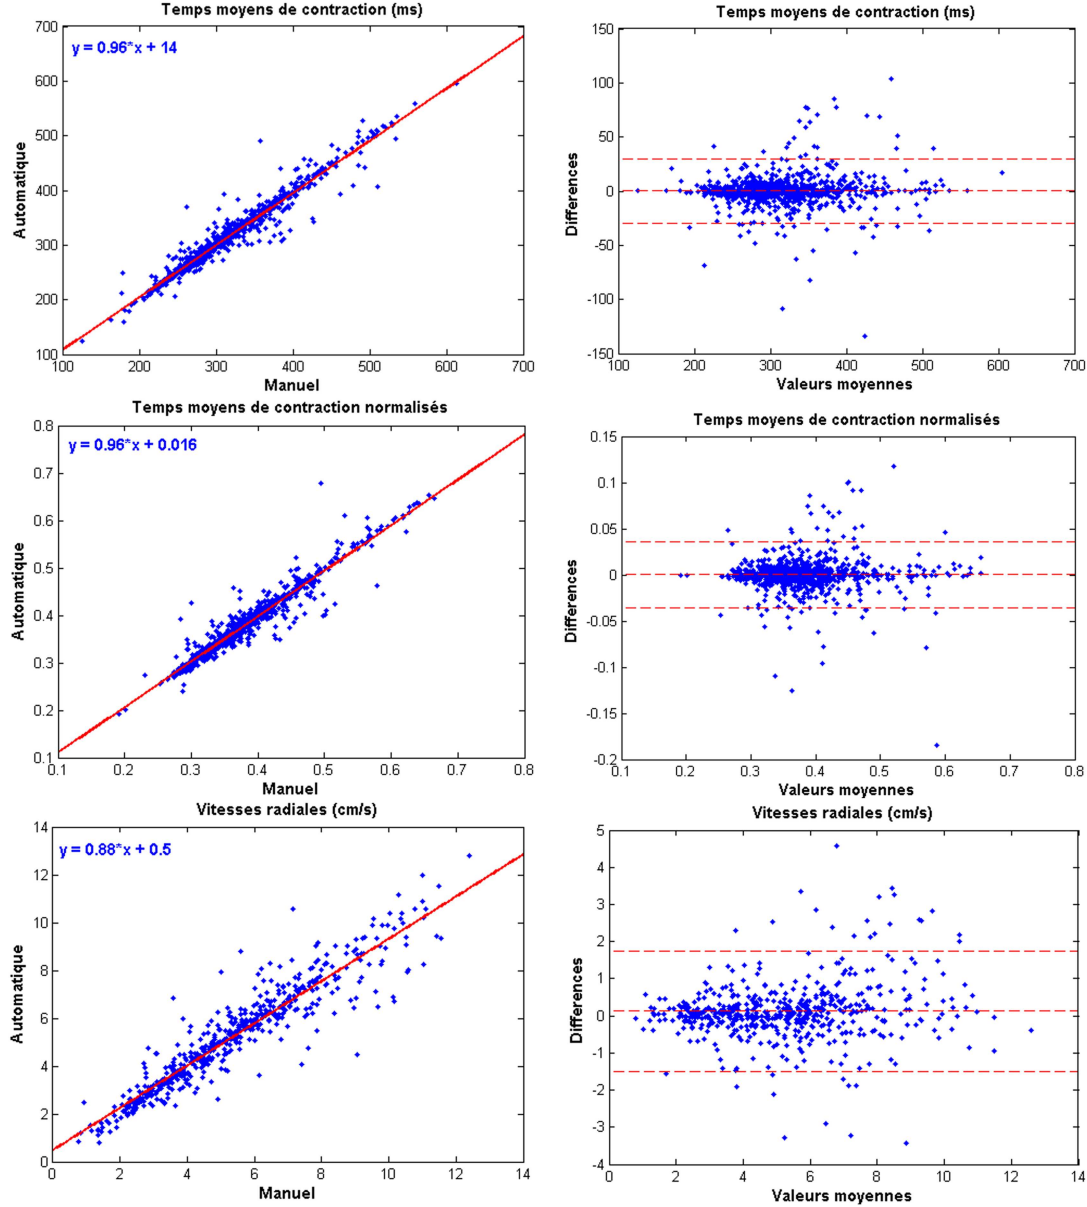 Temps moyens de contraction (ms)
y = 0.96*x + 14
Automatique
700
600
500
400
300
200
100
100 200 300 400 500 600 700
Manuel
Temps moyens de contraction (ms)
Differences
150
100
50
0
-50
-100
-150
100 200 300 400 500 600 700
Valeurs moyennes
Temps moyens de contraction normalisés
y = 0.96*x + 0.016
Automatique
0.8
0.7
0.6
0.5
0.4
0.3
0.2
0.1
0.1 0.2 0.3 0.4 0.5 0.6 0.7 0.8
Manuel
Temps moyens de contraction normalisés
Differences
0.15
0.1
0.05
0
-0.05
-0.1
-0.15
-0.2
0.1 0.2 0.3 0.4 0.5 0.6 0.7 0.8
Valeurs moyennes
Vitesses radiales (cm/s)
y = 0.88*x + 0.5
Automatique
14
12
10
8
6
4
2
0
0 2 4 6 8 10 12 14
Manuel
Vitesses radiales (cm/s)
Differences
5
4
3
2
1
0
-1
-2
-3
-4
0 2 4 6 8 10 12 14
Valeurs moyennes